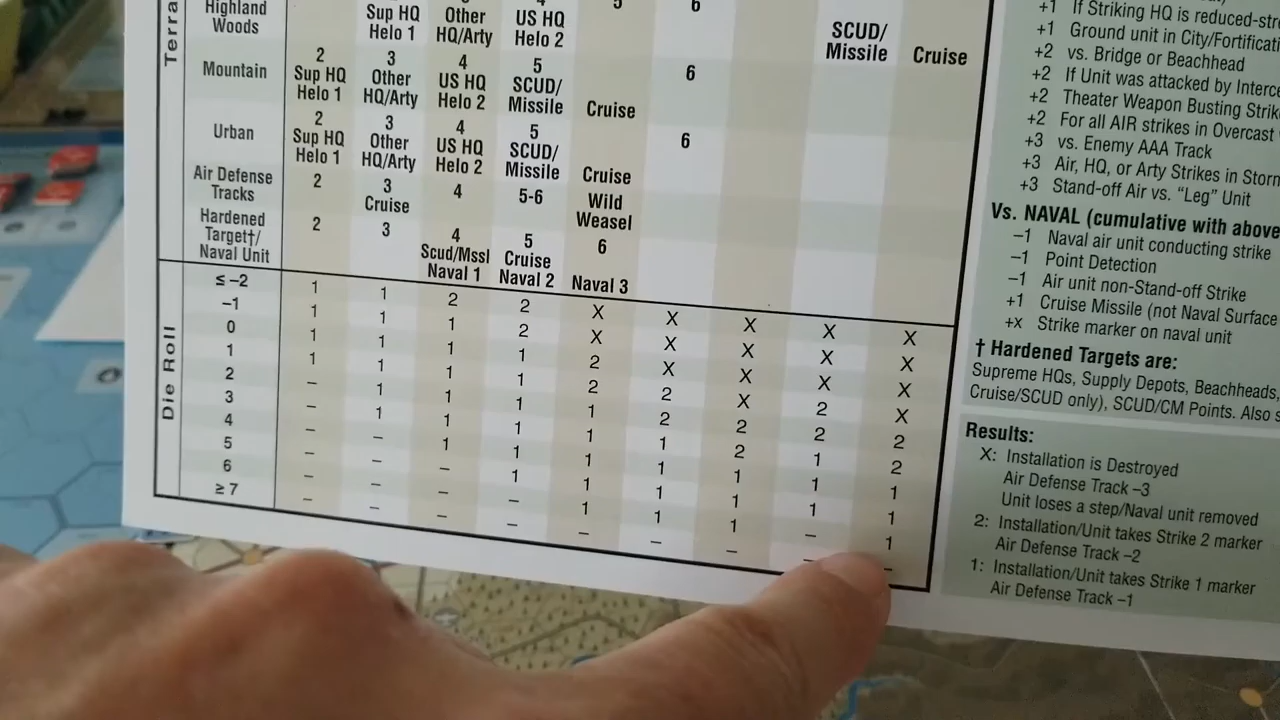 Highland Woods Sup HQ Helo 1 Other HQ/Arty US HQ Helo 2 5 6 SCUD/ Missile Cruise
Mountain 2 Sup HQ Helo 1 3 Other HQ/Arty 4 US HQ Helo 2 5 SCUD/ Missile Cruise 6
Urban 2 Sup HQ Helo 1 3 Other HQ/Arty 4 US HQ Helo 2 5 SCUD/ Missile Cruise 6
Air Defense Tracks 2 3 Cruise 4 5-6 Wild Weasel
Hardened Target†/ Naval Unit 2 3 4 Scud/Mssl Naval 1 5 Cruise Naval 2 6 Naval 3
Die Roll
≤ –2 1 1 2 2 X X X X X
–1 1 1 1 2 X X X X X
0 1 1 1 1 2 X X X X
1 1 1 1 1 2 2 X 2 X
2 – 1 1 1 1 2 2 2 2
3 – 1 1 1 1 1 2 1 2
4 – – 1 1 1 1 1 1 1
5 – – – 1 1 1 1 1 1
6 – – – – 1 1 1 – 1
≥ 7 – – – – – – – – –
+1 If Striking HQ is
+1 Ground unit in
+2 vs. Bridge or Beachhead
+2 If Unit was attacked by
+2 Theater Weapon Busting
+2 For all AIR strikes in Overcast
+3 vs. Enemy AAA Track
+3 Air, HQ, or Arty Strikes in
+3 Stand-off Air vs. "Leg" Unit
Vs. NAVAL (cumulative with above
–1 Naval air unit conducting strike
–1 Point Detection
–1 Air unit non-Stand-off Strike
+1 Cruise Missile (not Naval Surface
+x Strike marker on naval unit
† Hardened Targets are:
Supreme HQs, Supply Depots, Beachheads,
Cruise/SCUD only), SCUD/CM Points. Also
Results:
X: Installation is Destroyed
Air Defense Track –3
Unit loses a step/Naval unit removed
2: Installation/Unit takes Strike 2 marker
Air Defense Track –2
1: Installation/Unit takes Strike 1 marker
Air Defense Track –1